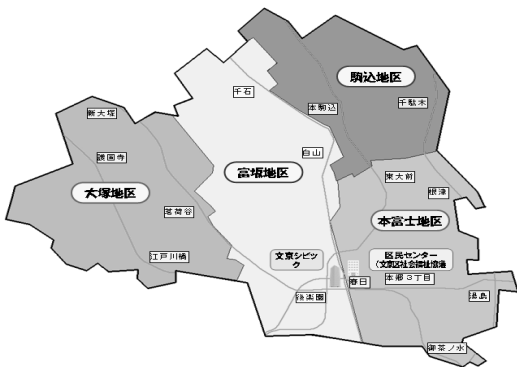 駒込地区
千石
本駒込
千駄木
新大塚
白山
護国寺
富坂地区
東大前
大塚地区
根津
茗荷谷
本富士地区
江戸川橋
文京シビッ
ク
区民センター
(文京区社会福祉協議
春日
本郷3丁目
後楽園
湯島
御茶ノ水